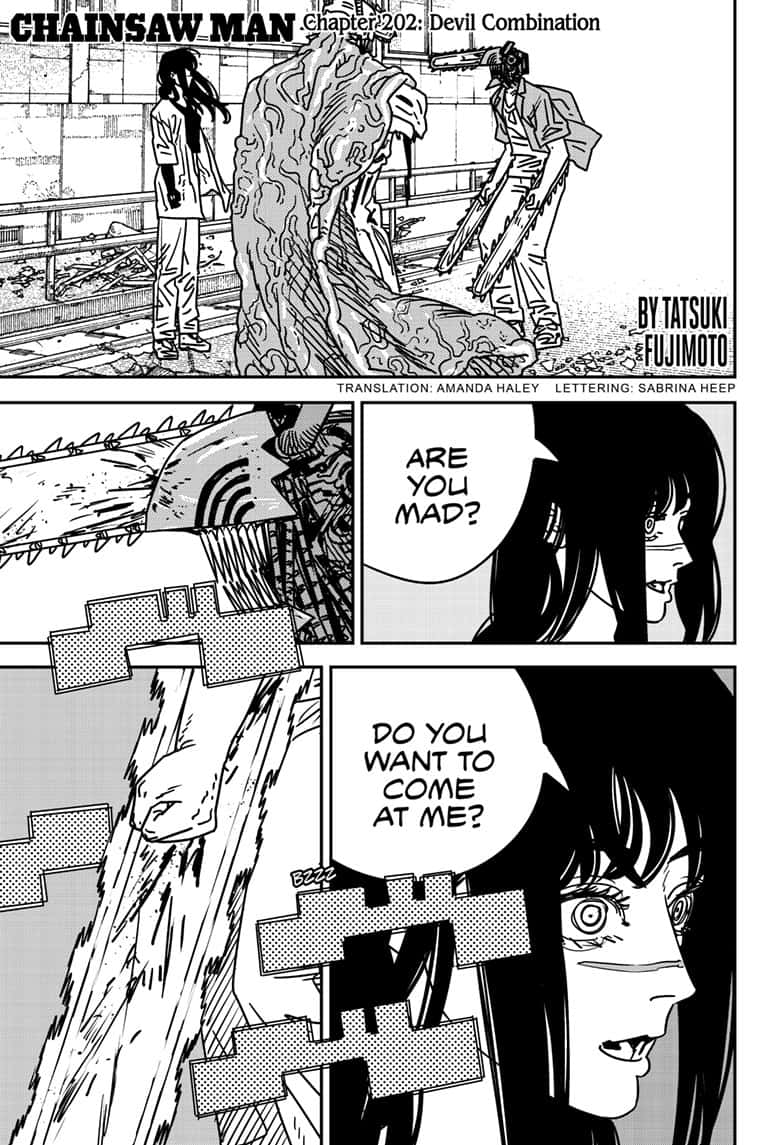 CHAINSAW MAN
Chapter 202: Devil Combination
BY TATSUKI
FUJIMOTO
TRANSLATION: AMANDA HALEY LETTERING: SABRINA HEEP
ARE
YOU
MAD?
DO YOU
WANT TO
COME
AT ME?
BZZZ